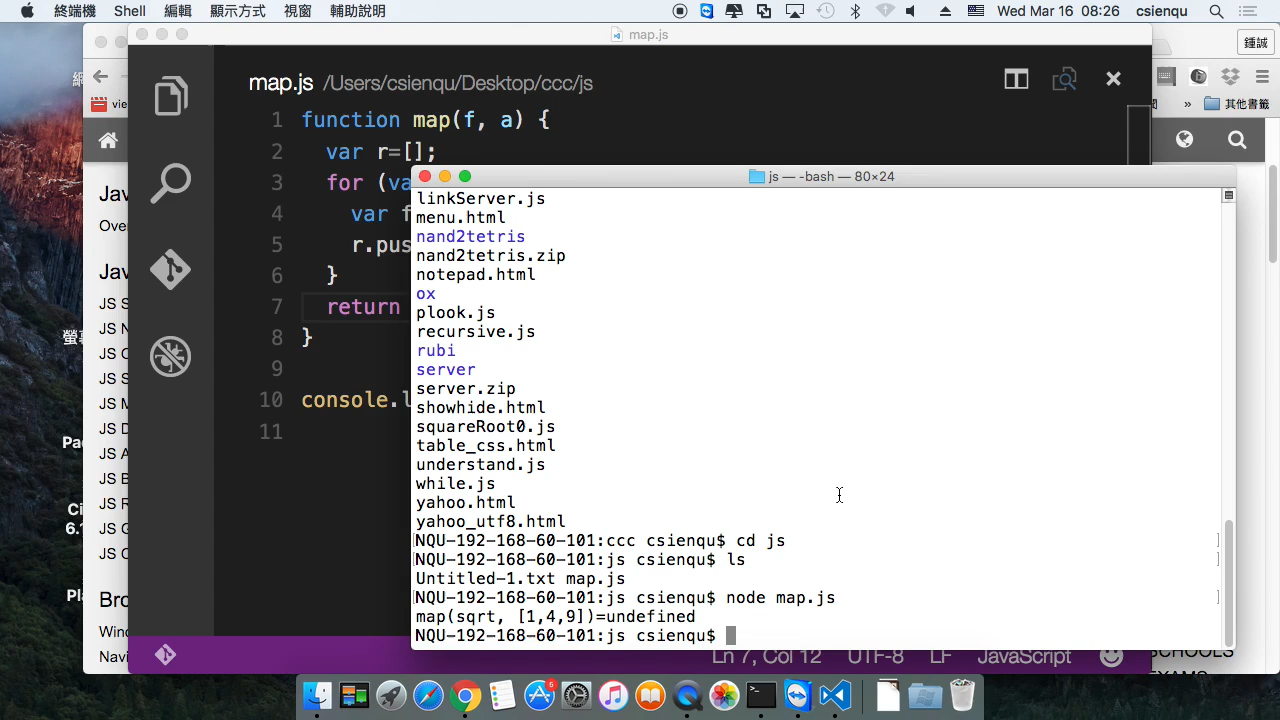 終端機 Shell 編輯 顯示方式 視窗 輔助說明 Wed Mar 16 08:26 csienqu
map.js
鍾誠
vie
» 其他書籤
map.js /Users/csienqu/Desktop/ccc/js
1 function map(f, a) {
2 var r=[];
3 for (va
4 var f
5 r.pus
6 }
7 return
8 }
9
10 console.l
11
Jav
Over
Jav
JS S
JS N
JS C
JS S
JS M
JS D
JS A
JS E
JS R
JS G
JS C
Bro
Wind
Navi
js — -bash — 80×24
linkServer.js
menu.html
nand2tetris
nand2tetris.zip
notepad.html
ox
plook.js
recursive.js
rubi
server
server.zip
showhide.html
squareRoot0.js
table_css.html
understand.js
while.js
yahoo.html
yahoo_utf8.html
NQU-192-168-60-101:ccc csienqu$ cd js
NQU-192-168-60-101:js csienqu$ ls
Untitled-1.txt map.js
NQU-192-168-60-101:js csienqu$ node map.js
map(sqrt, [1,4,9])=undefined
NQU-192-168-60-101:js csienqu$
Ln 7, Col 12 UTF-8 LF JavaScript
SCHOOLS
6